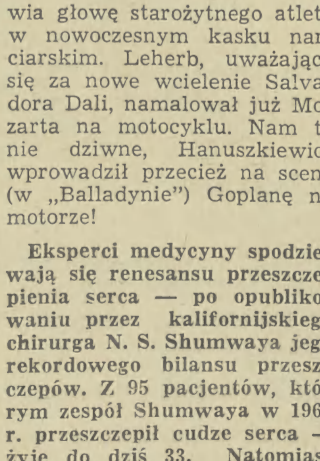 wia głowę starożytnego atlet
w nowoczesnym kasku nar
ciarskim. Leherb, uważając
się za nowe wcielenie Salva
dora Dali, namalował już Mo
zarta na motocyklu. Nam t
nie dziwne, Hanuszkiewic
wprowadził przecież na scen
(w „Balladynie”) Goplanę n
motorze!
Eksperci medycyny spodzie
wają się renesansu przeszcze
pienia serca — po opubliko
waniu przez kalifornijskieg
chirurga N. S. Shumwaya jeg
rekordowego bilansu przesz
czepów. Z 95 pacjentów, któ
rym zespół Shumwaya w 196
r. przeszczepił cudze serca -
żyje do dziś 33. Natomias